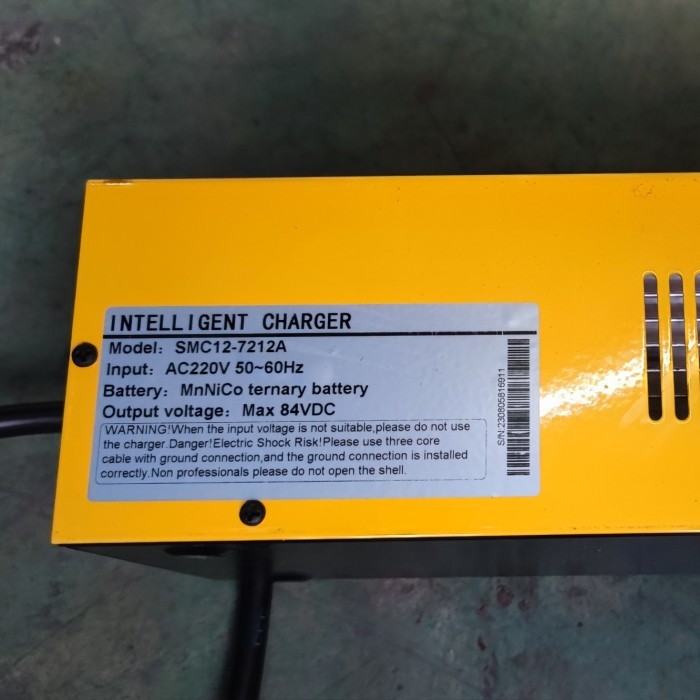 INTELLIGENT CHARGER
Model: SMC12-7212A
Input: AC220V 50~60Hz
Battery: MnNiCo ternary battery
Output voltage: Max 84VDC
WARNING!When the input voltage is not suitable,please do not use
the charger.Danger!Electric Shock Risk!Please use three core
cable with ground connection,and the ground connection is installed
correctly.Non professionals please do not open the shell.
S/N:230805816911